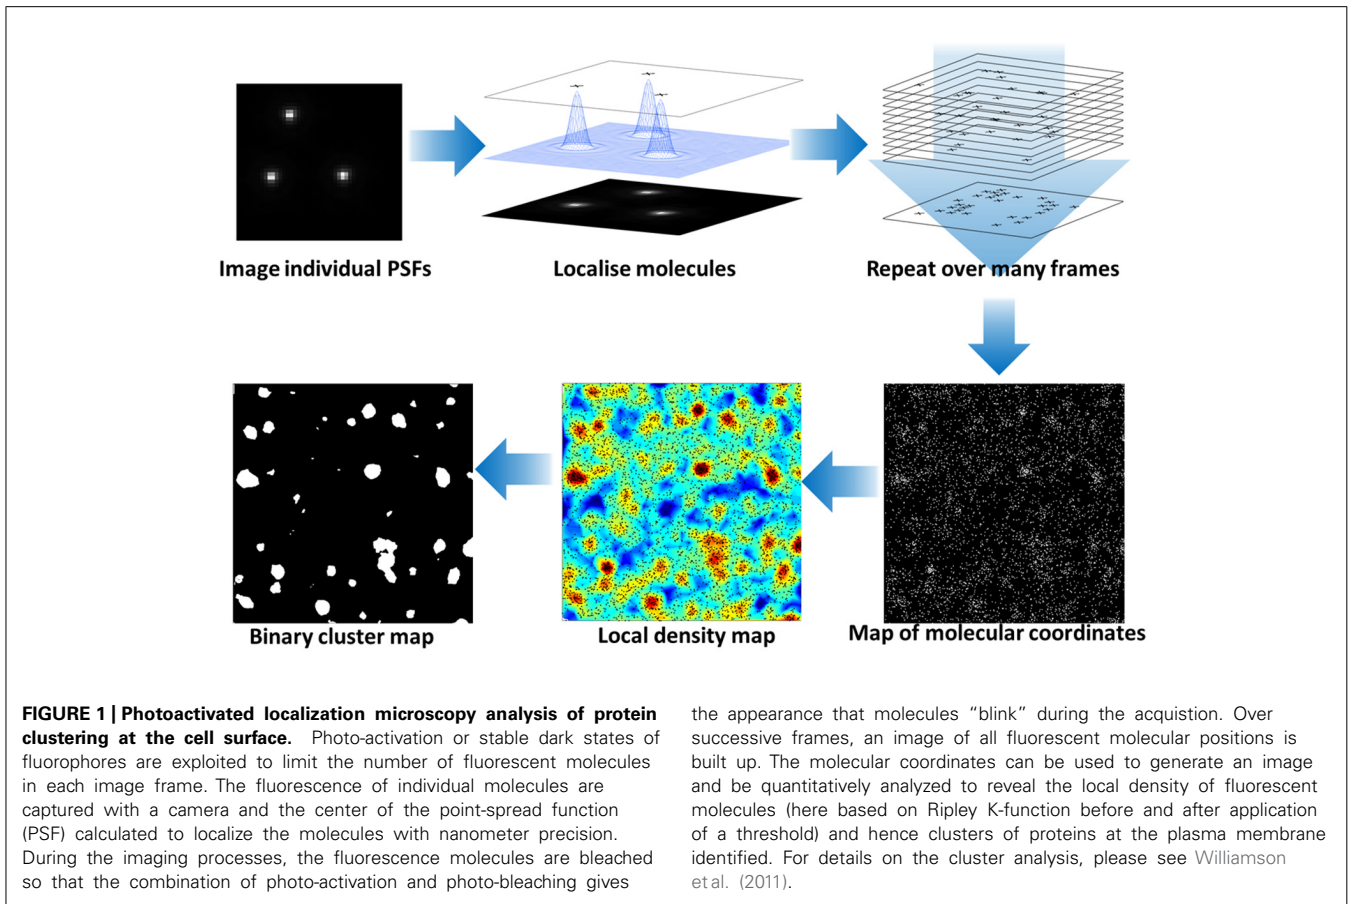 Image individual PSFs
Localise molecules
Repeat over many frames
Binary cluster map
Local density map
Map of molecular coordinates
FIGURE 1 | Photoactivated localization microscopy analysis of protein
clustering at the cell surface. Photo-activation or stable dark states of
fluorophores are exploited to limit the number of fluorescent molecules
in each image frame. The fluorescence of individual molecules are
captured with a camera and the center of the point-spread function
(PSF) calculated to localize the molecules with nanometer precision.
During the imaging processes, the fluorescence molecules are bleached
so that the combination of photo-activation and photo-bleaching gives
the appearance that molecules “blink” during the acquistion. Over
successive frames, an image of all fluorescent molecular positions is
built up. The molecular coordinates can be used to generate an image
and be quantitatively analyzed to reveal the local density of fluorescent
molecules (here based on Ripley K-function before and after application
of a threshold) and hence clusters of proteins at the plasma membrane
identified. For details on the cluster analysis, please see Williamson
et al. (2011).